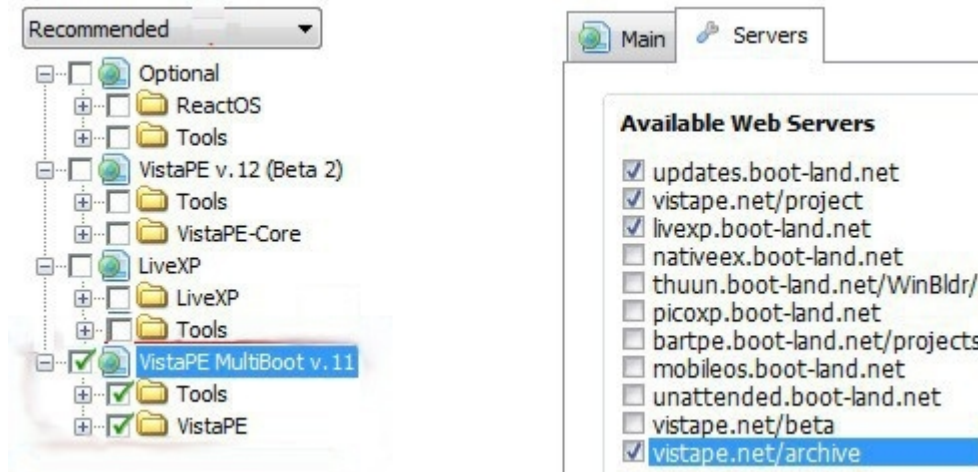 Recommended
Optional
ReactOS
Tools
VistaPE v.12 (Beta 2)
Tools
VistaPE-Core
LiveXP
LiveXP
Tools
VistaPE MultiBoot v.11
Tools
VistaPE
Main
Servers
Available Web Servers
updates.boot-land.net
vistape.net/project
livexp.boot-land.net
nativeex.boot-land.net
thuun.boot-land.net/WinBldr/
picoxp.boot-land.net
bartpe.boot-land.net/projects
mobileos.boot-land.net
unattended.boot-land.net
vistape.net/beta
vistape.net/archive